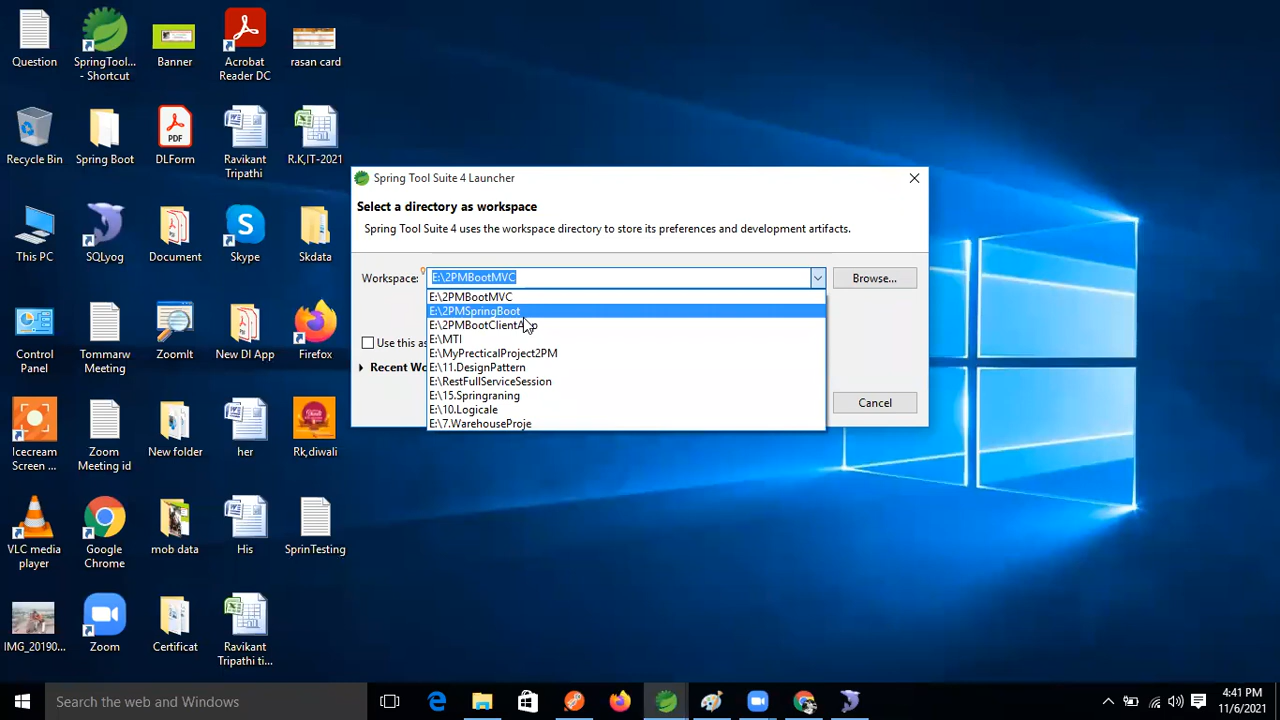 Question
SpringTool...
- Shortcut
Banner
Acrobat
Reader DC
rasan card
Recycle Bin
Spring Boot
DLForm
Ravikant
Tripathi
R.K,IT-2021
This PC
SQLyog
Document
Skype
Skdata
Control
Panel
Tommarw
Meeting
ZoomIt
New DI App
Firefox
Icecream
Screen ...
Zoom
Meeting id
New folder
her
Rk,diwali
VLC media
player
Google
Chrome
mob data
His
SprinTesting
IMG_20190...
Zoom
Certificat
Ravikant
Tripathi ti...
PDF
Spring Tool Suite 4 Launcher
Select a directory as workspace
Spring Tool Suite 4 uses the workspace directory to store its preferences and development artifacts.
Workspace:
E:\2PMBootMVC
Browse...
E:\2PMBootMVC
E:\2PMSpringBoot
E:\2PMBootClientApp
E:\MTI
E:\MyPrecticalProject2PM
E:\11.DesignPattern
E:\RestFullServiceSession
E:\15.Springraning
E:\10.Logicale
E:\7.WarehouseProje
Use this as
Recent Wo
Cancel
Search the web and Windows
4:41 PM
11/6/2021